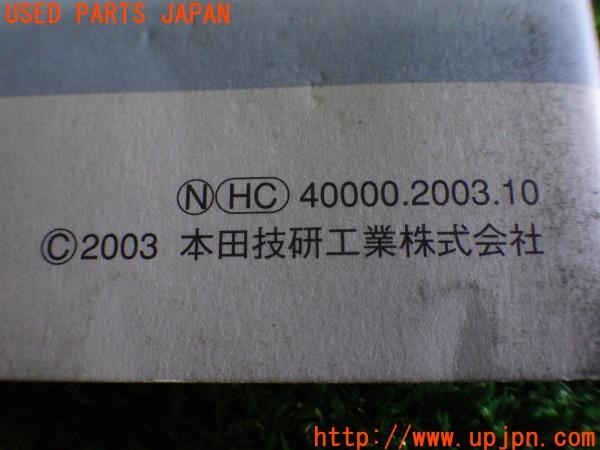 USED PARTS JAPAN
Ⓝ HC 40000.2003.10
©2003 本田技研工業株式会社
http://www.upjpn.com/